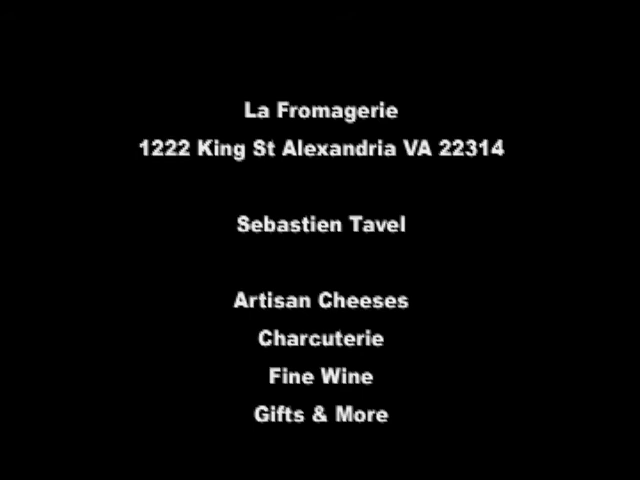 La Fromagerie
1222 King St Alexandria VA 22314
Sebastien Tavel
Artisan Cheeses
Charcuterie
Fine Wine
Gifts & More